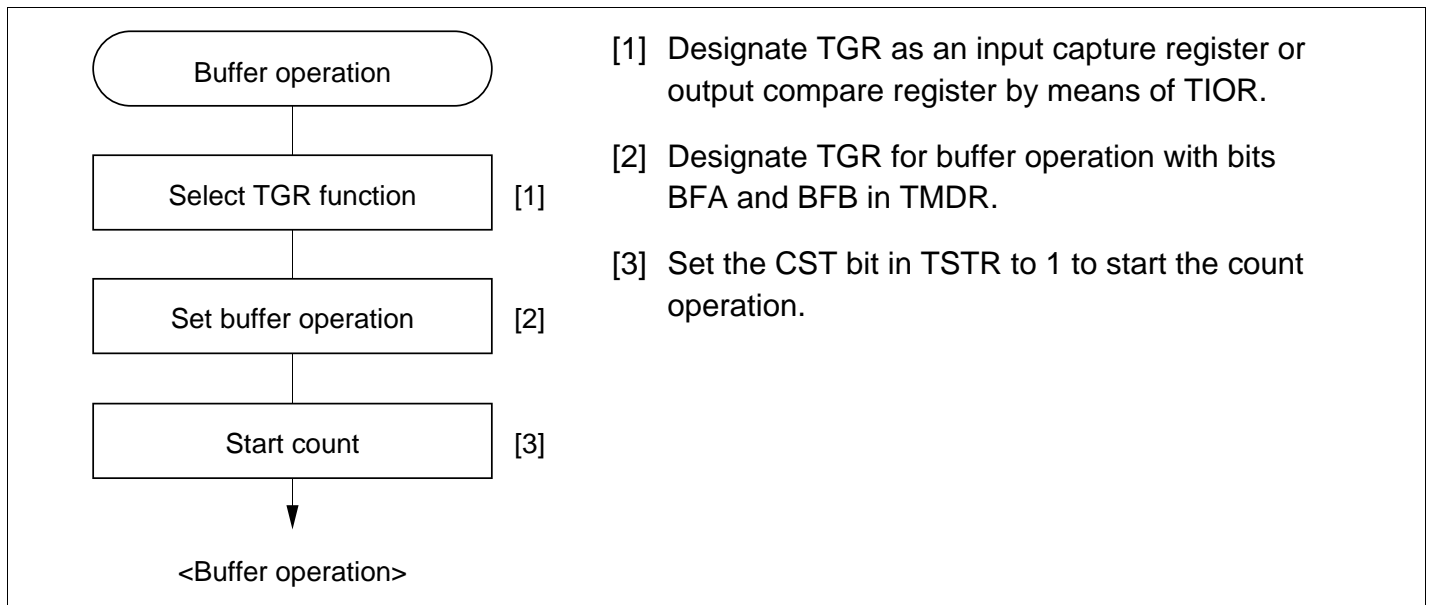 Buffer operation
Select TGR function [1]
Set buffer operation [2]
Start count [3]
<Buffer operation>
[1] Designate TGR as an input capture register or
output compare register by means of TIOR.
[2] Designate TGR for buffer operation with bits
BFA and BFB in TMDR.
[3] Set the CST bit in TSTR to 1 to start the count
operation.